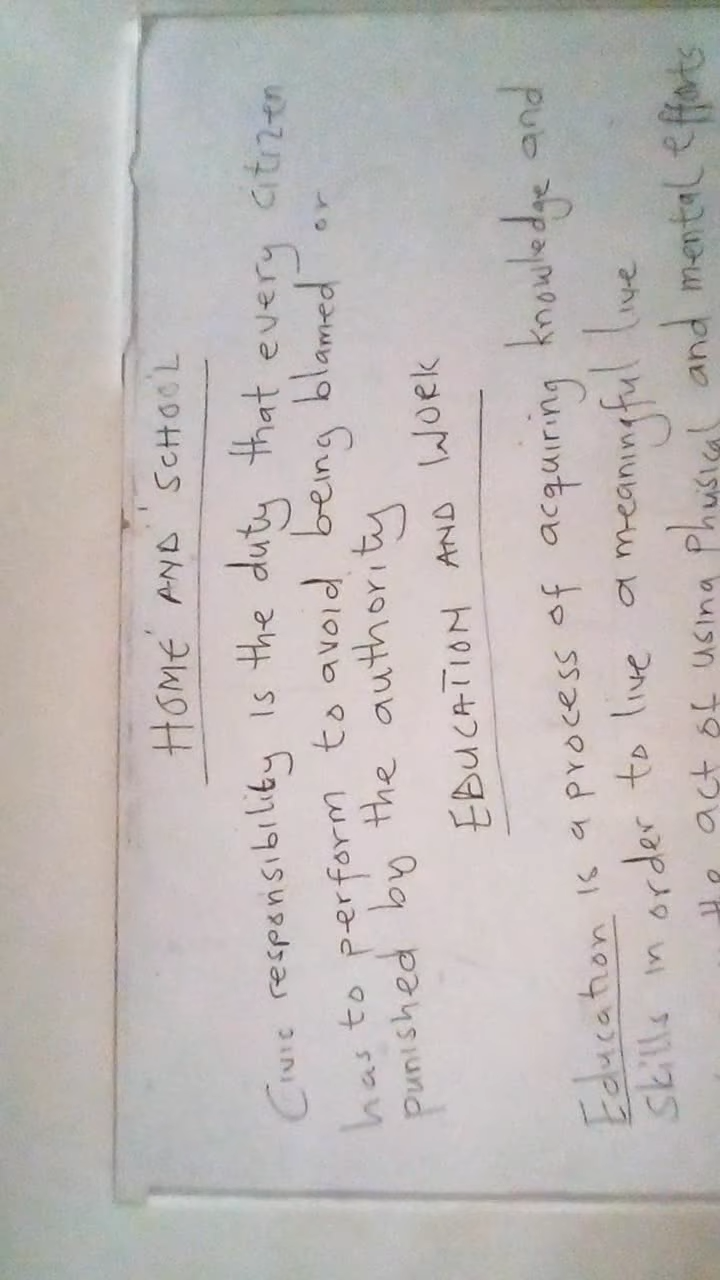 HOME AND SCHOOL
Civic responsibility is the duty that every citizen
has to perform to avoid being blamed or
punished by the authority
EDUCATION AND WORK
Education is a process of acquiring knowledge and
Skills in order to live a meaningful live
the act of using Physical and mental efforts